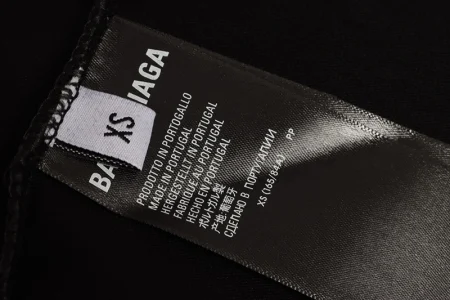 BA IAGA
XS
PRODOTTO IN PORTOGALLO
MADE IN PORTUGAL
HERGESTELLT IN PORTUGAL
FABRIQUÉ AU PORTUGAL
HECHO EN PORTUGAL
ポルトガル製
产地:葡萄牙
СДЕЛАНО В ПОРТУГАЛИИ
XS (165/84A) PP